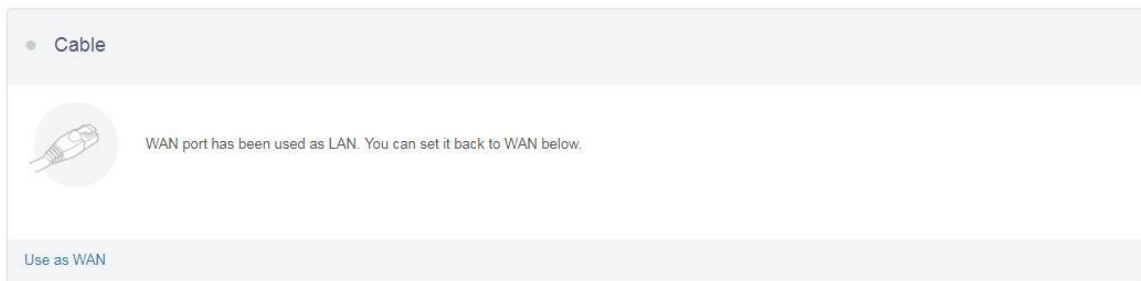 Cable
WAN port has been used as LAN. You can set it back to WAN below.
Use as WAN